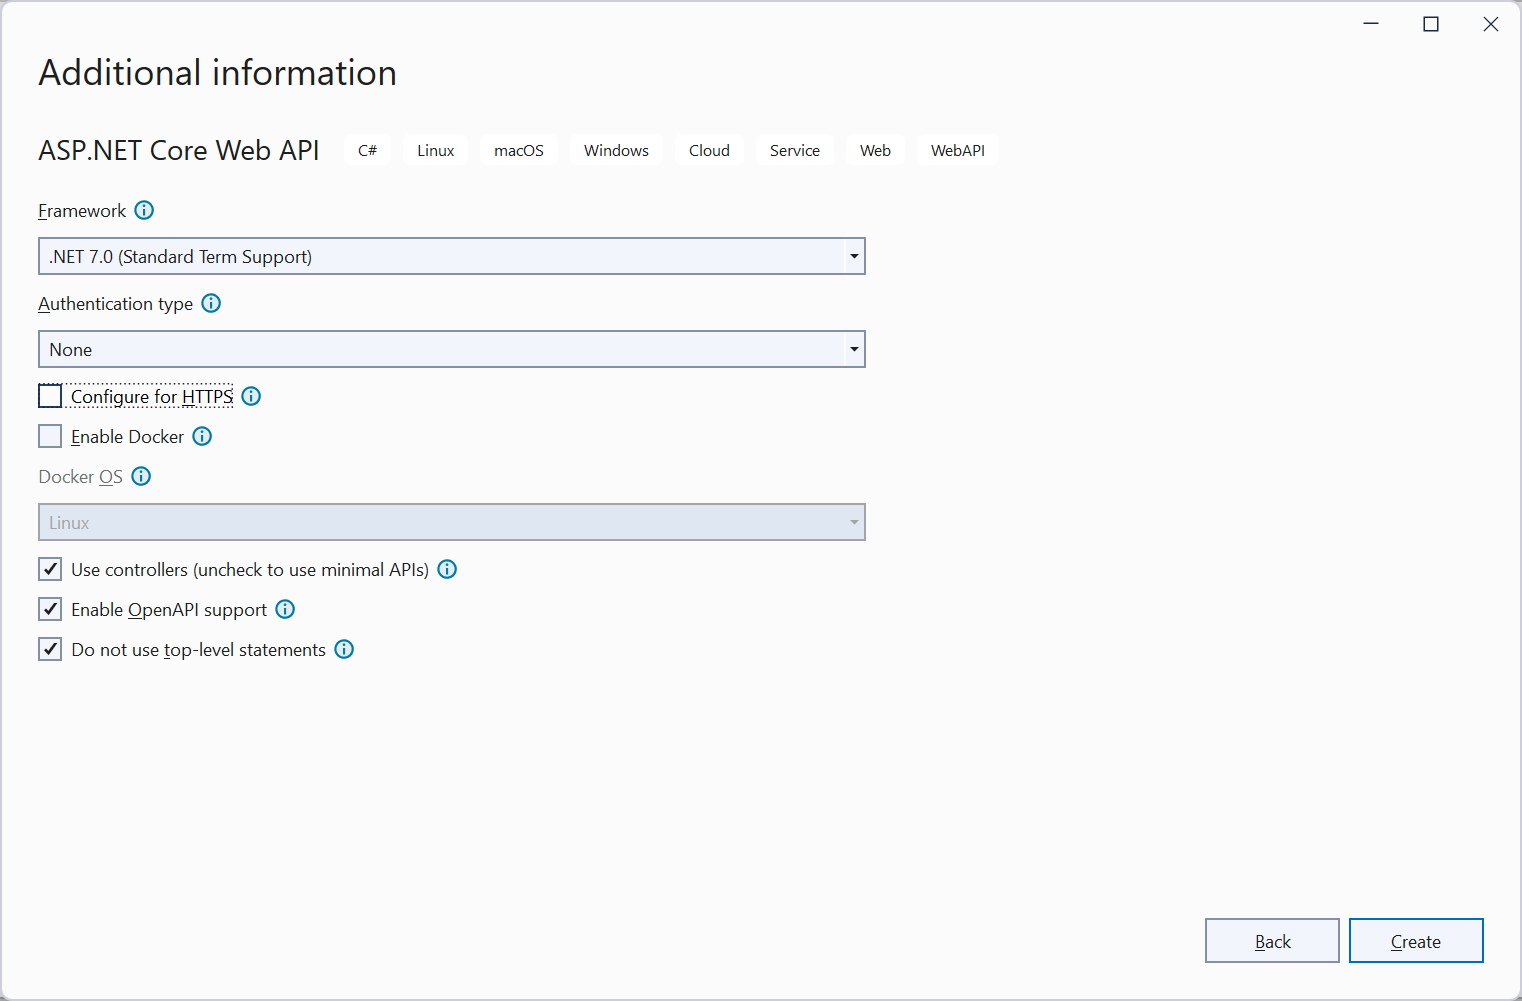 Additional information
ASP.NET Core Web API C# Linux macOS Windows Cloud Service Web WebAPI
Framework
.NET 7.0 (Standard Term Support)
Authentication type
None
Configure for HTTPS
Enable Docker
Docker OS
Linux
Use controllers (uncheck to use minimal APIs)
Enable OpenAPI support
Do not use top-level statements
Back Create